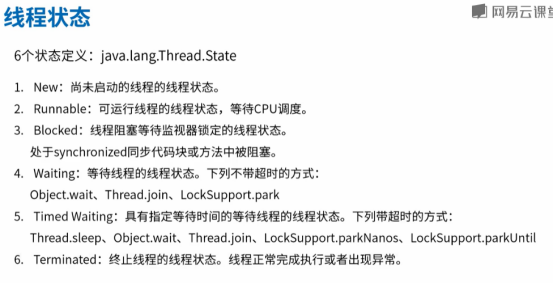 线程状态
网易云课堂
6个状态定义：java.lang.Thread.State
1. New：尚未启动的线程的线程状态。
2. Runnable：可运行线程的线程状态，等待CPU调度。
3. Blocked：线程阻塞等待监视器锁定的线程状态。
处于synchronized同步代码块或方法中被阻塞。
4. Waiting：等待线程的线程状态。下列不带超时的方式：
Object.wait、Thread.join、LockSupport.park
5. Timed Waiting：具有指定等待时间的等待线程的线程状态。下列带超时的方式：
Thread.sleep、Object.wait、Thread.join、LockSupport.parkNanos、LockSupport.parkUntil
6. Terminated：终止线程的线程状态。线程正常完成执行或者出现异常。